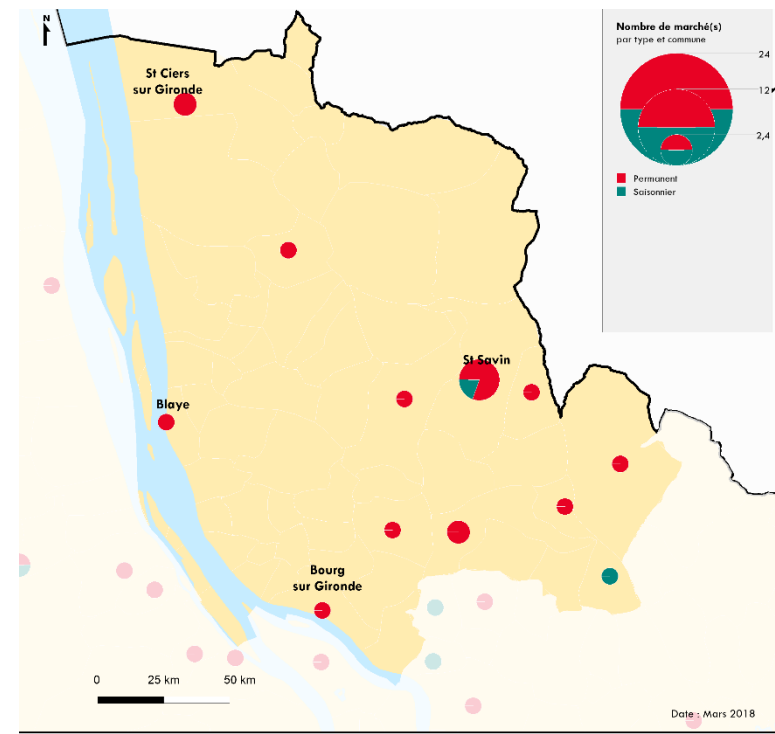 N
Nombre de marché(s)
par type et commune
24
12
2,4
Permanent
Saisonnier
St Ciers
sur Gironde
St Savin
Blaye
Bourg
sur Gironde
0 25 km 50 km
Date : Mars 2018